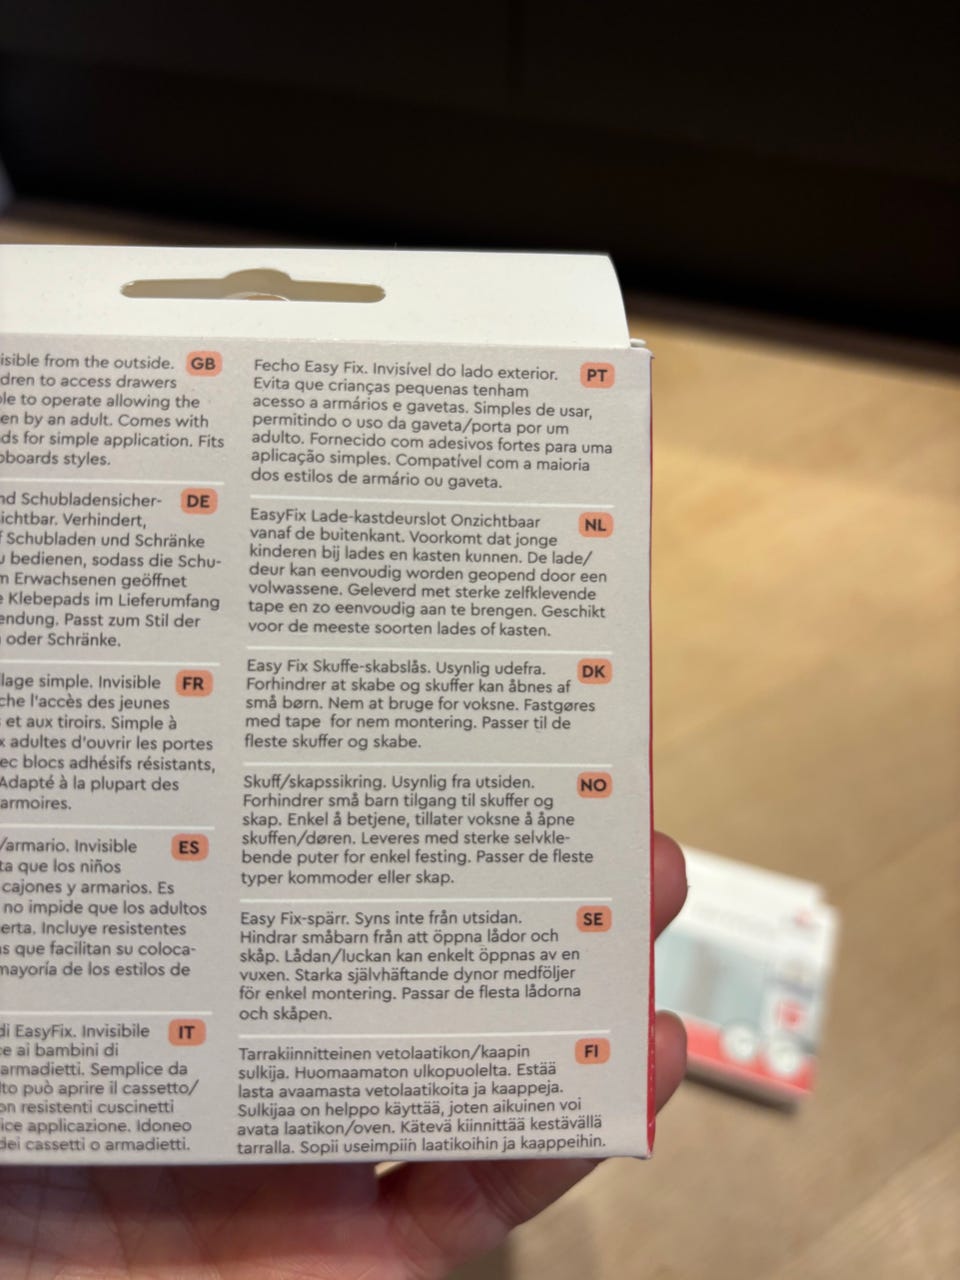 isible from the outside. GB
dren to access drawers
le to operate allowing the
en by an adult. Comes with
ds for simple application. Fits
pboards styles.
nd Schubladensicher- DE
ichtbar. Verhindert,
f Schubladen und Schränke
u bedienen, sodass die Schu-
m Erwachsenen geöffnet
e Klebepads im Lieferumfang
endung. Passt zum Stil der
oder Schränke.
lage simple. Invisible FR
che l'accès des jeunes
s et aux tiroirs. Simple à
x adultes d'ouvrir les portes
ec blocs adhésifs résistants,
Adapté à la plupart des
armoires.
/armario. Invisible ES
ta que los niños
cajones y armarios. Es
no impide que los adultos
erta. Incluye resistentes
s que facilitan su coloca-
mayoría de los estilos de
di EasyFix. Invisibile IT
ce ai bambini di
armadietti. Semplice da
lto può aprire il cassetto/
on resistenti cuscinetti
ice applicazione. Idoneo
dei cassetti o armadietti.
Fecho Easy Fix. Invisível do lado exterior. PT
Evita que crianças pequenas tenham
acesso a armários e gavetas. Simples de usar,
permitindo o uso da gaveta/porta por um
adulto. Fornecido com adesivos fortes para uma
aplicação simples. Compatível com a maioria
dos estilos de armário ou gaveta.
EasyFix Lade-kastdeurslot Onzichtbaar NL
vanaf de buitenkant. Voorkomt dat jonge
kinderen bij lades en kasten kunnen. De lade/
deur kan eenvoudig worden geopend door een
volwassene. Geleverd met sterke zelfklevende
tape en zo eenvoudig aan te brengen. Geschikt
voor de meeste soorten lades of kasten.
Easy Fix Skuffe-skabslås. Usynlig udefra. DK
Forhindrer at skabe og skuffer kan åbnes af
små børn. Nem at bruge for voksne. Fastgøres
med tape for nem montering. Passer til de
fleste skuffer og skabe.
Skuff/skapssikring. Usynlig fra utsiden. NO
Forhindrer små barn tilgang til skuffer og
skap. Enkel å betjene, tillater voksne å åpne
skuffen/døren. Leveres med sterke selvkle-
bende puter for enkel festing. Passer de fleste
typer kommoder eller skap.
Easy Fix-spärr. Syns inte från utsidan. SE
Hindrar småbarn från att öppna lådor och
skåp. Lådan/luckan kan enkelt öppnas av en
vuxen. Starka självhäftande dynor medföljer
för enkel montering. Passar de flesta lådorna
och skåpen.
Tarrakiinnitteinen vetolaatikon/kaapin FI
sulkija. Huomaamaton ulkopuolelta. Estää
lasta avaamasta vetolaatikoita ja kaappeja.
Sulkijaa on helppo käyttää, joten aikuinen voi
avata laatikon/oven. Kätevä kiinnittää kestävällä
tarralla. Sopii useimpiin laatikoihin ja kaappeihin.